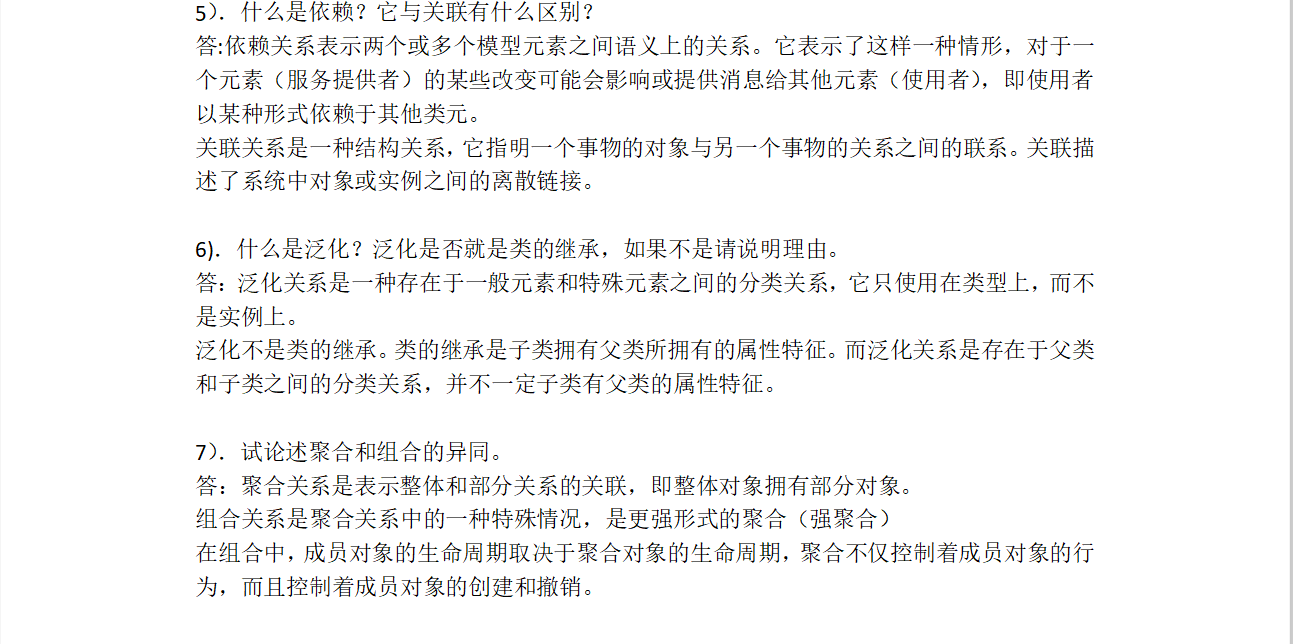 5）．什么是依赖？它与关联有什么区别？
答:依赖关系表示两个或多个模型元素之间语义上的关系。它表示了这样一种情形，对于一
个元素（服务提供者）的某些改变可能会影响或提供消息给其他元素（使用者），即使用者
以某种形式依赖于其他类元。
关联关系是一种结构关系，它指明一个事物的对象与另一个事物的关系之间的联系。关联描
述了系统中对象或实例之间的离散链接。
6)．什么是泛化？泛化是否就是类的继承，如果不是请说明理由。
答：泛化关系是一种存在于一般元素和特殊元素之间的分类关系，它只使用在类型上，而不
是实例上。
泛化不是类的继承。类的继承是子类拥有父类所拥有的属性特征。而泛化关系是存在于父类
和子类之间的分类关系，并不一定子类有父类的属性特征。
7）．试论述聚合和组合的异同。
答：聚合关系是表示整体和部分关系的关联，即整体对象拥有部分对象。
组合关系是聚合关系中的一种特殊情况，是更强形式的聚合（强聚合）
在组合中，成员对象的生命周期取决于聚合对象的生命周期，聚合不仅控制着成员对象的行
为，而且控制着成员对象的创建和撤销。